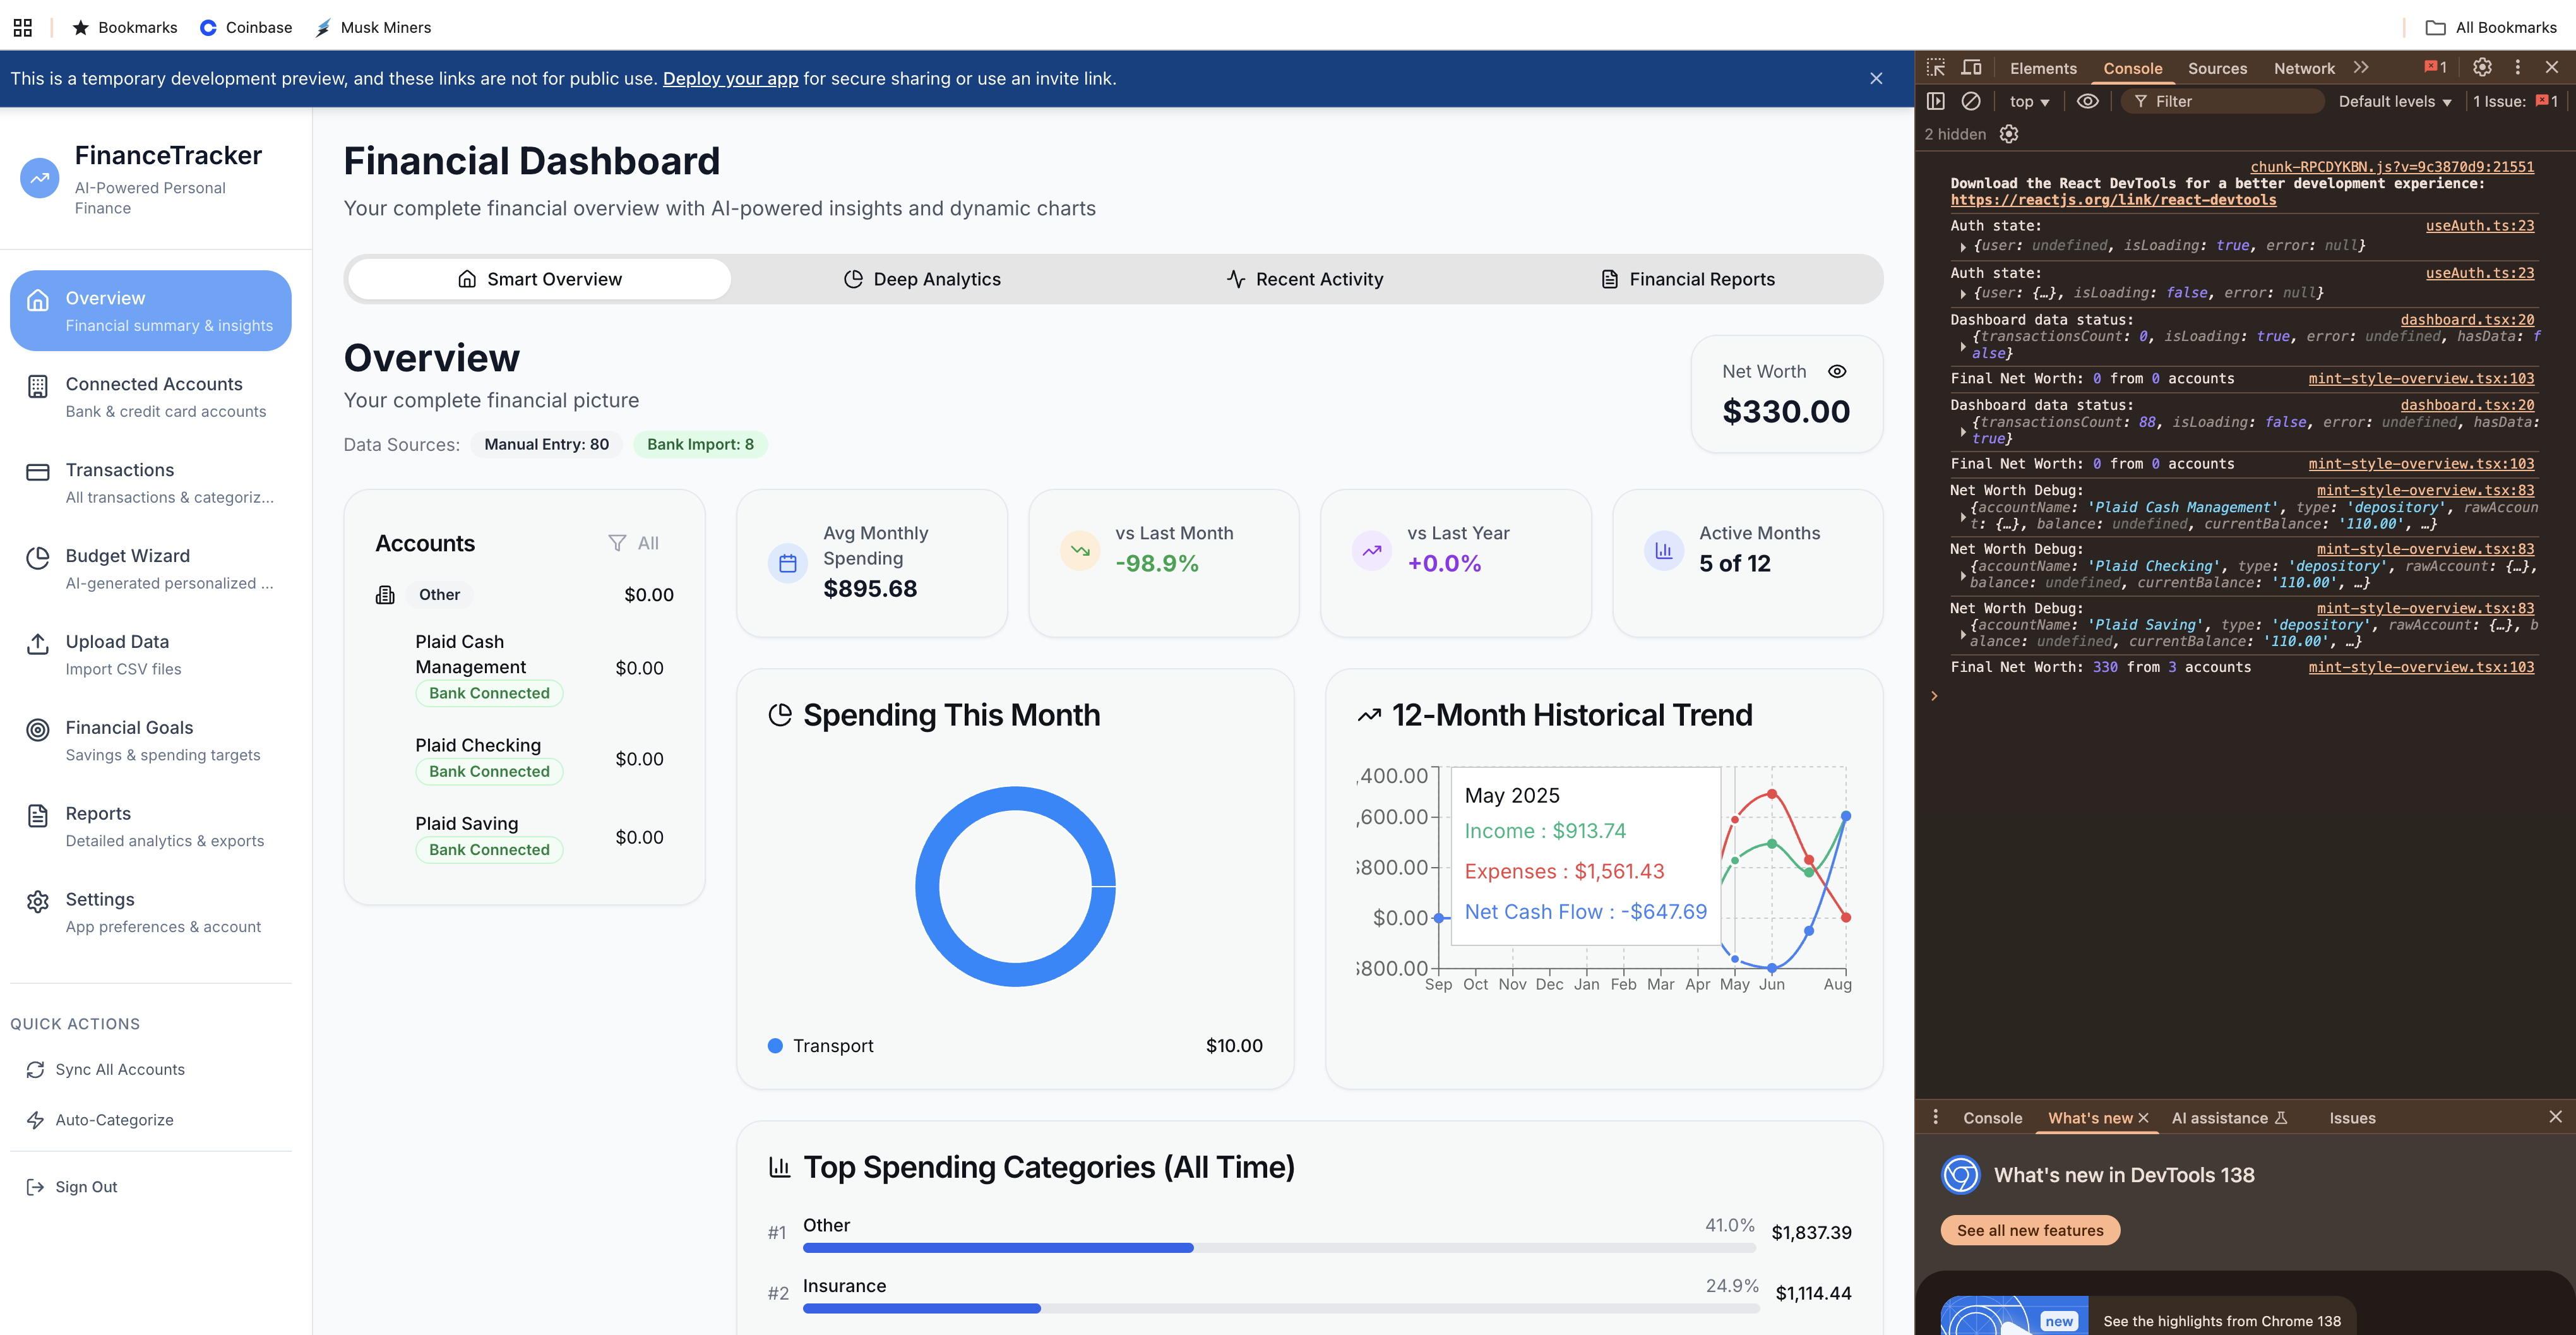 Bookmarks
Coinbase
Musk Miners
All Bookmarks
This is a temporary development preview, and these links are not for public use. Deploy your app for secure sharing or use an invite link.
FinanceTracker
AI-Powered Personal
Finance
Overview
Financial summary & insights
Connected Accounts
Bank & credit card accounts
Transactions
All transactions & categoriz...
Budget Wizard
AI-generated personalized ...
Upload Data
Import CSV files
Financial Goals
Savings & spending targets
Reports
Detailed analytics & exports
Settings
App preferences & account
QUICK ACTIONS
Sync All Accounts
Auto-Categorize
Sign Out
Financial Dashboard
Your complete financial overview with AI-powered insights and dynamic charts
Smart Overview
Deep Analytics
Recent Activity
Financial Reports
Overview
Your complete financial picture
Data Sources:
Manual Entry: 80
Bank Import: 8
Net Worth
$330.00
Accounts
All
Other
$0.00
Plaid Cash
Management
$0.00
Bank Connected
Plaid Checking
$0.00
Bank Connected
Plaid Saving
$0.00
Bank Connected
Avg Monthly
Spending
$895.68
vs Last Month
-98.9%
vs Last Year
+0.0%
Active Months
5 of 12
Spending This Month
Transport
$10.00
12-Month Historical Trend
,400.00
,600.00
$800.00
$0.00
$800.00
May 2025
Income : $913.74
Expenses : $1,561.43
Net Cash Flow : -$647.69
Sep Oct Nov Dec Jan Feb Mar Apr May Jun Aug
Top Spending Categories (All Time)
#1
Other
41.0%
$1,837.39
#2
Insurance
24.9%
$1,114.44
Elements
Console
Sources
Network
1
top
Filter
Default levels
1 Issue:
1
2 hidden
chunk-RPCDYKBN.js?v=9c3870d9:21551
Download the React DevTools for a better development experience:
https://reactjs.org/link/react-devtools
Auth state: useAuth.ts:23
{user: undefined, isLoading: true, error: null}
Auth state: useAuth.ts:23
{user: {…}, isLoading: false, error: null}
Dashboard data status: dashboard.tsx:20
{transactionsCount: 0, isLoading: true, error: undefined, hasData: f
alse}
Final Net Worth: 0 from 0 accounts mint-style-overview.tsx:103
Dashboard data status: dashboard.tsx:20
{transactionsCount: 88, isLoading: false, error: undefined, hasData:
true}
Final Net Worth: 0 from 0 accounts mint-style-overview.tsx:103
Net Worth Debug: mint-style-overview.tsx:83
{accountName: 'Plaid Cash Management', type: 'depository', rawAccoun
t: {…}, balance: undefined, currentBalance: '110.00', …}
Net Worth Debug: mint-style-overview.tsx:83
{accountName: 'Plaid Checking', type: 'depository', rawAccount: {…},
balance: undefined, currentBalance: '110.00', …}
Net Worth Debug: mint-style-overview.tsx:83
{accountName: 'Plaid Saving', type: 'depository', rawAccount: {…}, b
alance: undefined, currentBalance: '110.00', …}
Final Net Worth: 330 from 3 accounts mint-style-overview.tsx:103
Console
What's new
AI assistance
Issues
What's new in DevTools 138
See all new features
new
See the highlights from Chrome 138